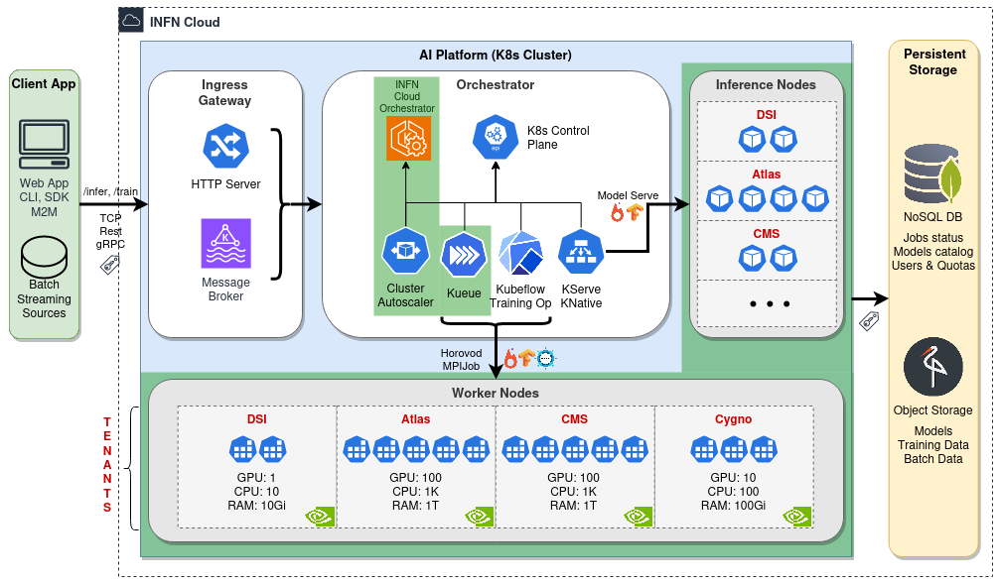 INFN Cloud
AI Platform (K8s Cluster)
Client App
Web App
CLI, SDK
M2M
Batch
Streaming
Sources
/infer, /train
TCP
Rest
gRPC
Ingress
Gateway
HTTP Server
K
Message
Broker
Orchestrator
INFN
Cloud
Orchestrator
api
K8s Control
Plane
Cluster
Autoscaler
Kueue
Kubeflow
Training Op
KServe
KNative
Model Serve
Horovod
MPIJob
Inference Nodes
DSI
Atlas
CMS
• • •
Persistent
Storage
NoSQL DB
Jobs status
Models catalog
Users & Quotas
Object Storage
Models
Training Data
Batch Data
TENANTS
Worker Nodes
DSI
GPU: 1
CPU: 10
RAM: 10Gi
Atlas
GPU: 100
CPU: 1K
RAM: 1T
CMS
GPU: 100
CPU: 1K
RAM: 1T
Cygno
GPU: 10
CPU: 100
RAM: 100Gi